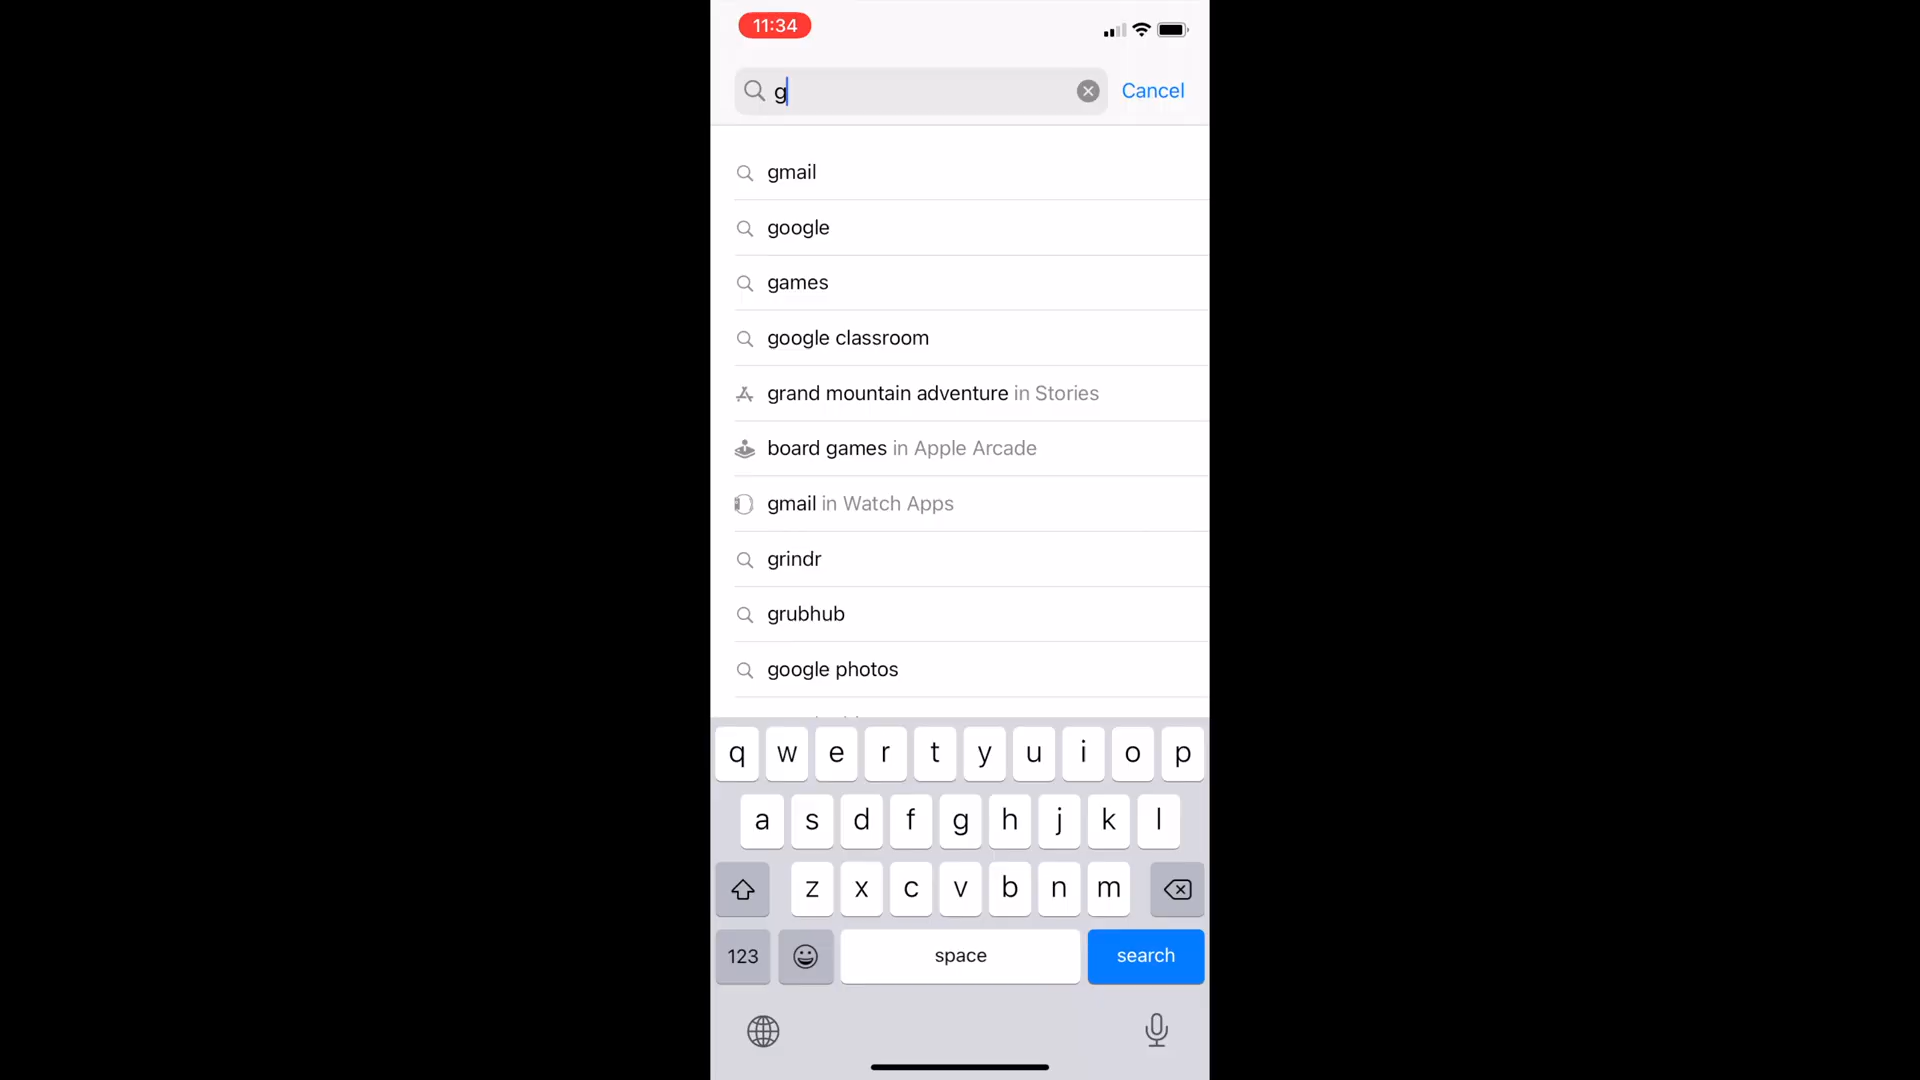 11:34
g
Cancel
gmail
google
games
google classroom
grand mountain adventure in Stories
board games in Apple Arcade
gmail in Watch Apps
grindr
grubhub
google photos
q w e r t y u i o p
a s d f g h j k l
z x c v b n m
123 space search